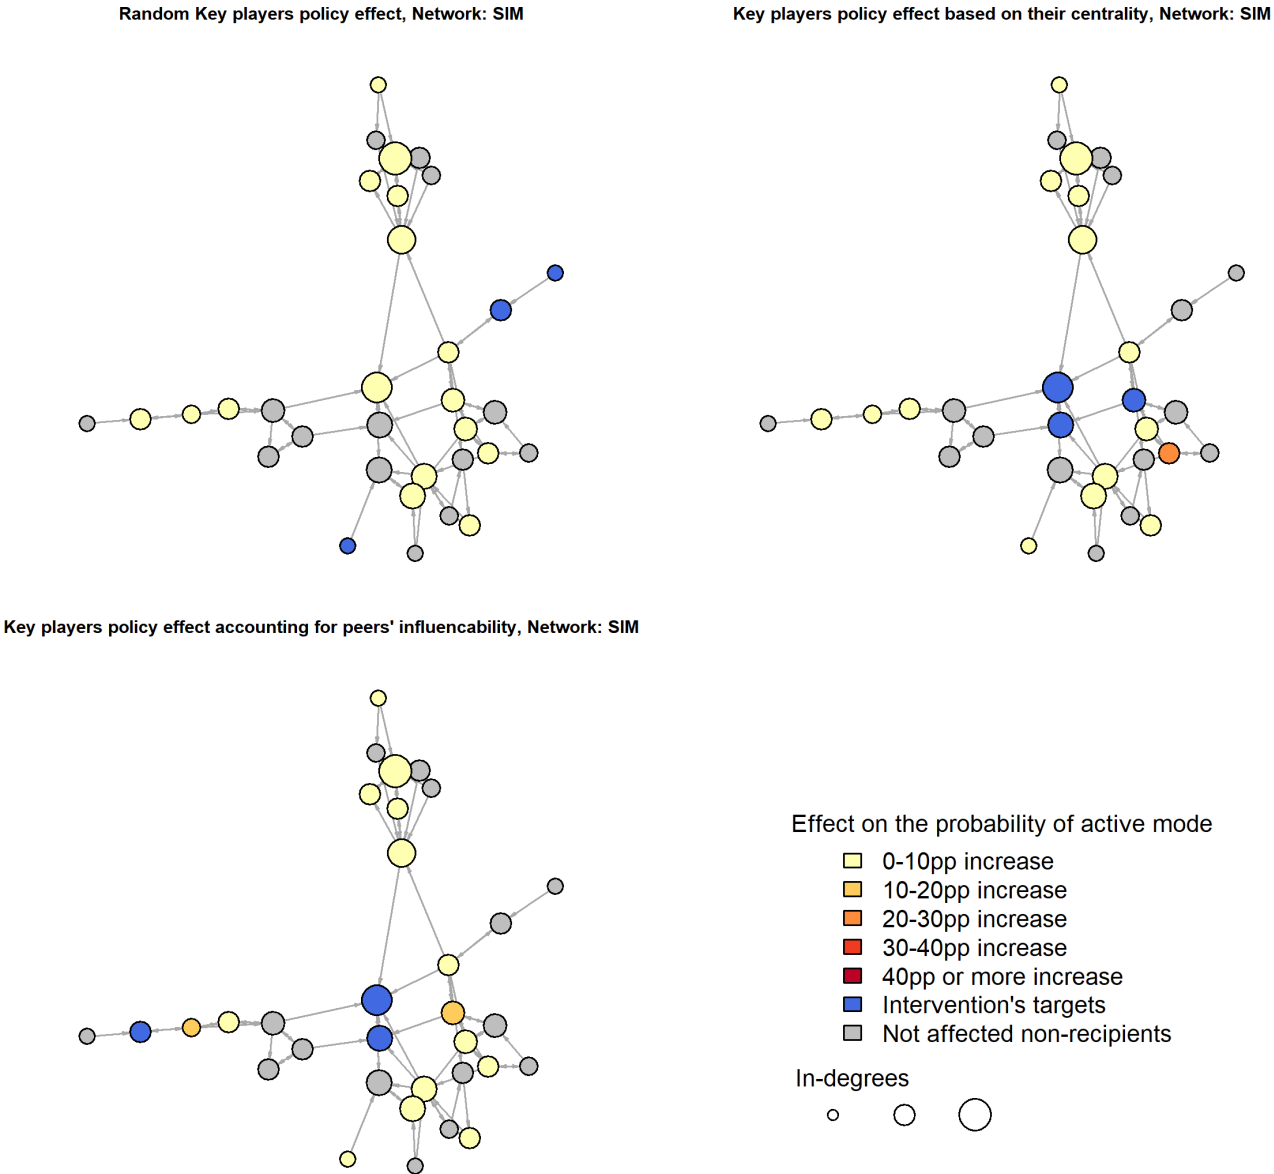 Random Key players policy effect, Network: SIM
Key players policy effect based on their centrality, Network: SIM
Key players policy effect accounting for peers' influencability, Network: SIM
Effect on the probability of active mode
0-10pp increase
10-20pp increase
20-30pp increase
30-40pp increase
40pp or more increase
Intervention's targets
Not affected non-recipients
In-degrees